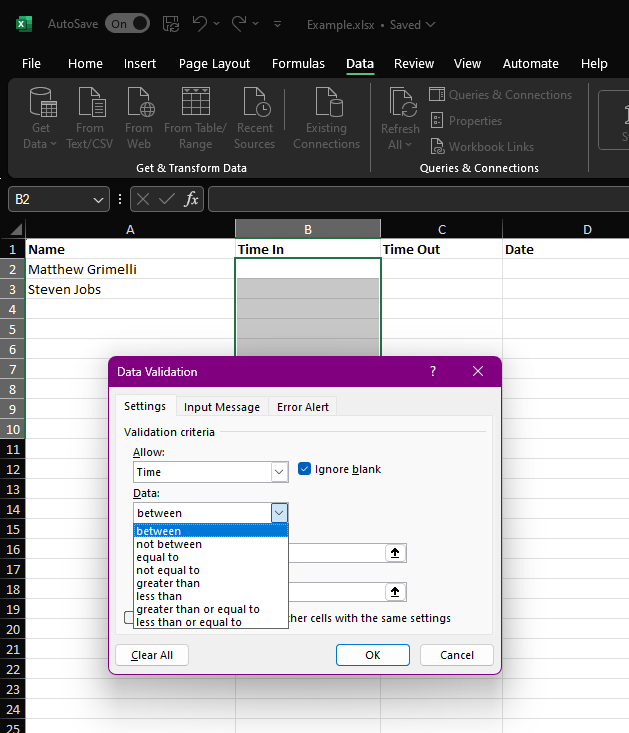 AutoSave On Example.xlsx • Saved
File Home Insert Page Layout Formulas Data Review View Automate Help
Get Data From Text/CSV From Web From Table/Range Recent Sources Existing Connections Refresh All Queries & Connections
Properties
Workbook Links
Get & Transform Data Queries & Connections
B2 fx
A B C D
1 Name Time In Time Out Date
2 Matthew Grimelli
3 Steven Jobs
4
5
6
7
8
9
10
11
12
13
14
15
16
17
18
19
20
21
22
23
24
25
Data Validation ?
Settings Input Message Error Alert
Validation criteria
Allow:
Time Ignore blank
Data:
between
between
not between
equal to
not equal to
greater than
less than
greater than or equal to
less than or equal to
cells with the same settings
Clear All OK Cancel